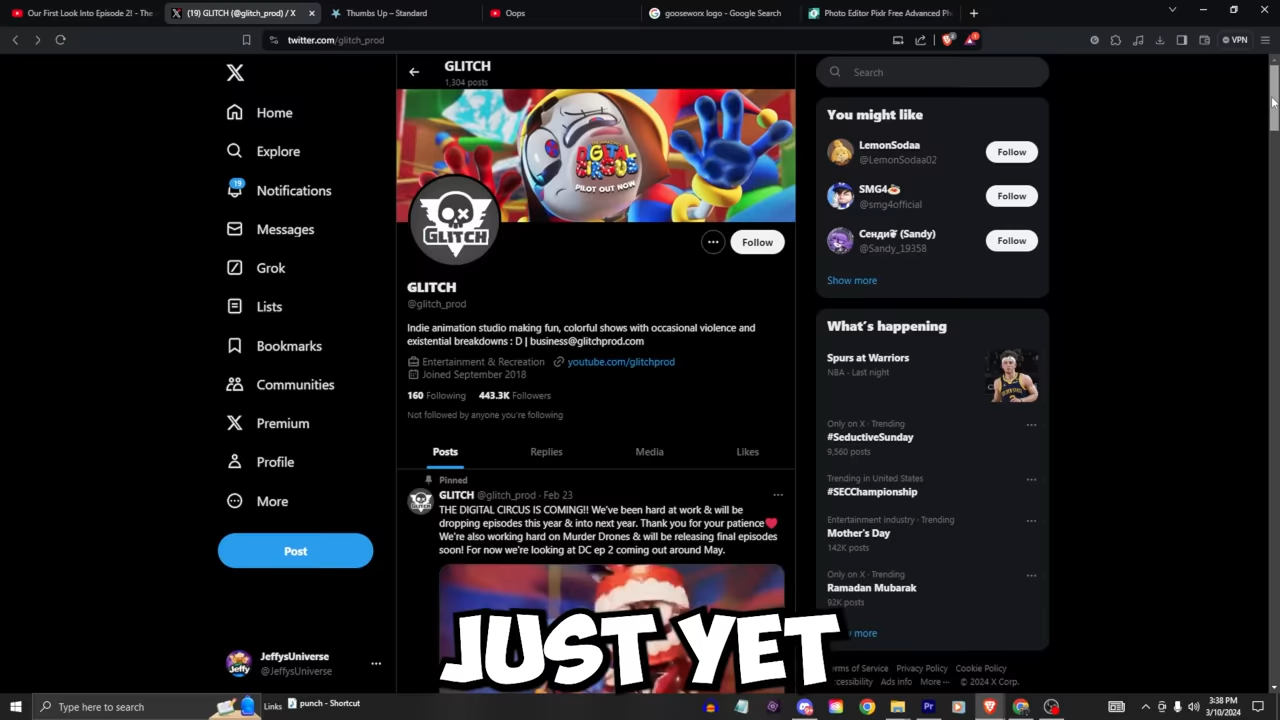 Our First Look Into Episode 2! - The
(19) GLITCH (@glitch_prod) / X
Thumbs Up – Standard
Oops
gooseworx logo - Google Search
Photo Editor Pixlr Free Advanced Ph
twitter.com/glitch_prod
VPN
GLITCH
1,304 posts
Search
Home
Explore
19
Notifications
Messages
Grok
Lists
Bookmarks
Communities
Premium
Profile
More
Post
JeffysUniverse
@JeffysUniverse
DIGITAL
CIRCUS
PILOT OUT NOW
GLITCH
Follow
GLITCH
@glitch_prod
Indie animation studio making fun, colorful shows with occasional violence and
existential breakdowns : D | business@glitchprod.com
Entertainment & Recreation youtube.com/glitchprod
Joined September 2018
160 Following 443.3K Followers
Not followed by anyone you're following
Posts Replies Media Likes
Pinned
GLITCH @glitch_prod · Feb 23
THE DIGITAL CIRCUS IS COMING!! We've been hard at work & will be
dropping episodes this year & into next year. Thank you for your patience❤️
We're also working hard on Murder Drones & will be releasing final episodes
soon! For now we're looking at DC ep 2 coming out around May.
JUST YET
You might like
LemonSodaa
@LemonSodaa02
Follow
SMG4
@smg4official
Follow
Сенди (Sandy)
@Sandy_19358
Follow
Show more
What's happening
Spurs at Warriors
NBA · Last night
Only on X · Trending
#SeductiveSunday
9,560 posts
Trending in United States
#SECChampionship
Entertainment industry · Trending
Mother's Day
142K posts
Only on X · Trending
Ramadan Mubarak
92K posts
more
erms of Service Privacy Policy Cookie Policy
cessibility Ads info More ··· © 2024 X Corp.
Type here to search
Links
punch - Shortcut
3:38 PM
3/10/2024